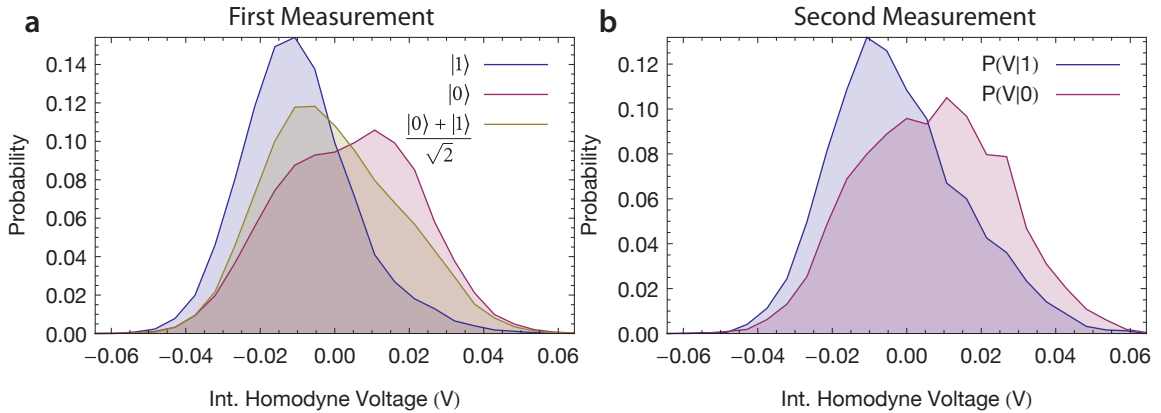 a
First Measurement
Probability
0.14
0.12
0.10
0.08
0.06
0.04
0.02
0.00
|1⟩
|0⟩
|0⟩ + |1⟩
√2
−0.06 −0.04 −0.02 0.00 0.02 0.04 0.06
Int. Homodyne Voltage (V)
b
Second Measurement
Probability
0.12
0.10
0.08
0.06
0.04
0.02
0.00
P(V|1)
P(V|0)
−0.06 −0.04 −0.02 0.00 0.02 0.04 0.06
Int. Homodyne Voltage (V)